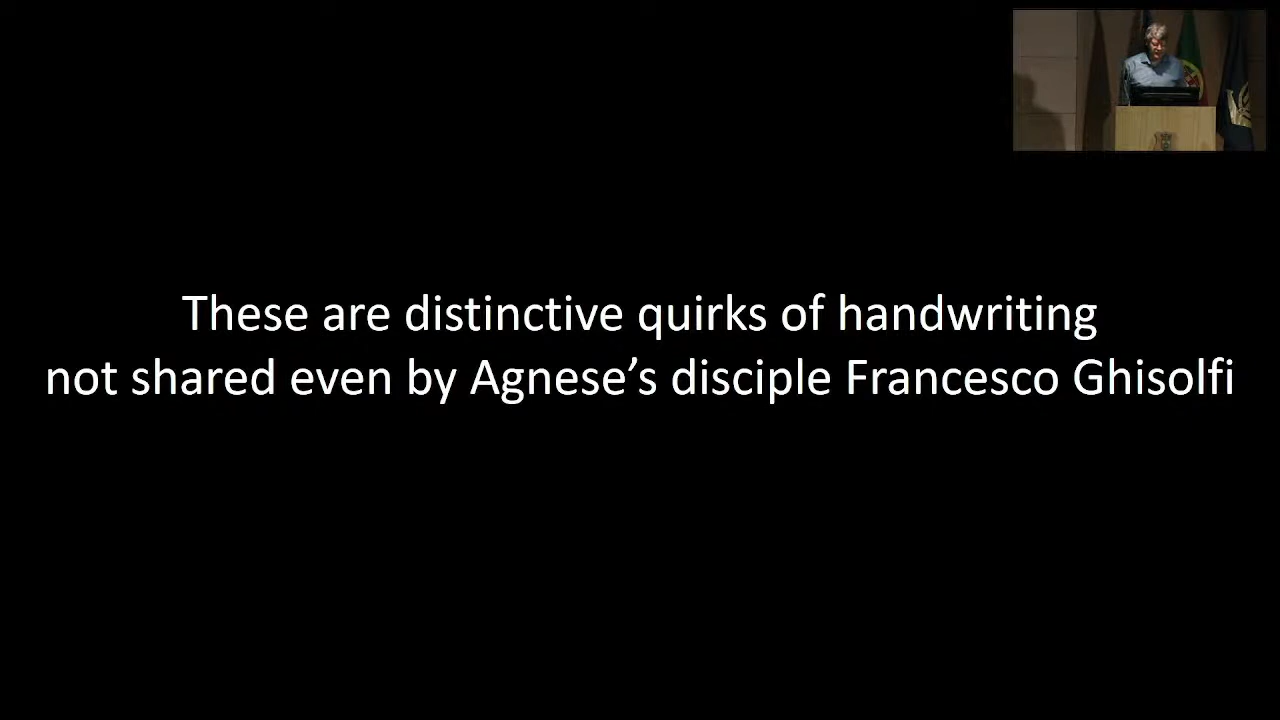 These are distinctive quirks of handwriting
not shared even by Agnese’s disciple Francesco Ghisolfi